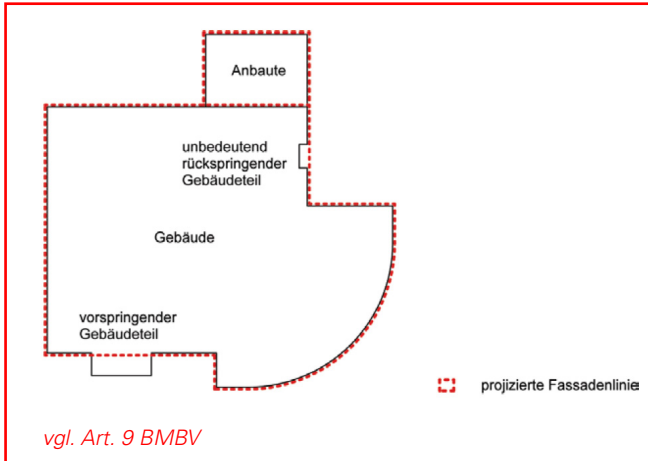 Anbaute
unbedeutend
rückspringender
Gebäudeteil
Gebäude
vorspringender
Gebäudeteil
projizierte Fassadenlinie
vgl. Art. 9 BMBV